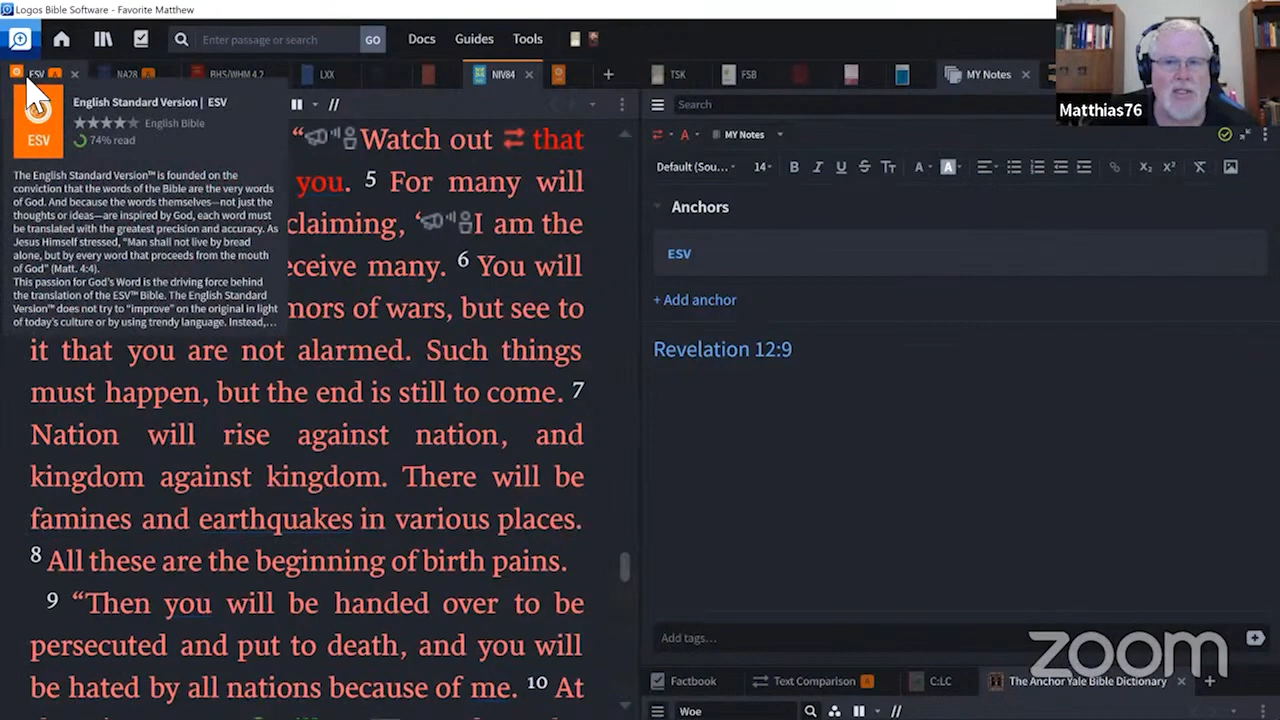 Logos Bible Software - Favorite Matthew
Enter passage or search
GO
Docs
Guides
Tools
ESV
A
NA28
A
BHS/WHM 4.2
LXX
NIV84
TSK
FSB
MY Notes
Matthias76
English Standard Version | ESV
English Bible
74% read
ESV
The English Standard Version™ is founded on the
conviction that the words of the Bible are the very words
of God. And because the words themselves—not just the
thoughts or ideas—are inspired by God, each word must
be translated with the greatest precision and accuracy. As
Jesus Himself stressed, “Man shall not live by bread
alone, but by every word that proceeds from the mouth
of God” (Matt. 4:4).
This passion for God’s Word is the driving force behind
the translation of the ESV™ Bible. The English Standard
Version™ does not try to “improve” on the original in light
of today’s culture or by using trendy language. Instead,…
“Watch out that
you. 5 For many will
claiming, ‘I am the
eceive many. 6 You will
mors of wars, but see to
it that you are not alarmed. Such things
must happen, but the end is still to come. 7
Nation will rise against nation, and
kingdom against kingdom. There will be
famines and earthquakes in various places.
8 All these are the beginning of birth pains.
9 “Then you will be handed over to be
persecuted and put to death, and you will
be hated by all nations because of me. 10 At
Search
A
MY Notes
Default (Sou...
14
B I U S Tт A A
X₂ X²
Anchors
ESV
+ Add anchor
Revelation 12:9
Add tags…
zoom
Factbook
Text Comparison
A
C:LC
The Anchor Yale Bible Dictionary
Woe